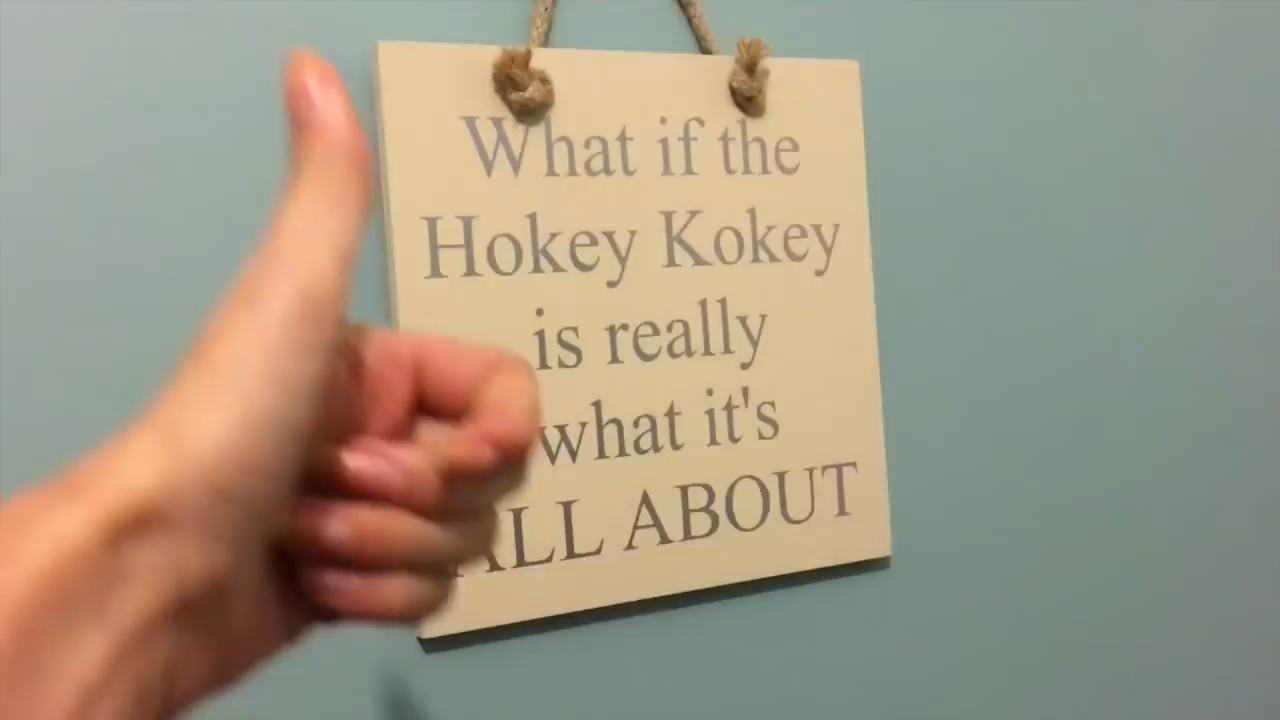 What if the
Hokey Kokey
is really
what it's
ALL ABOUT